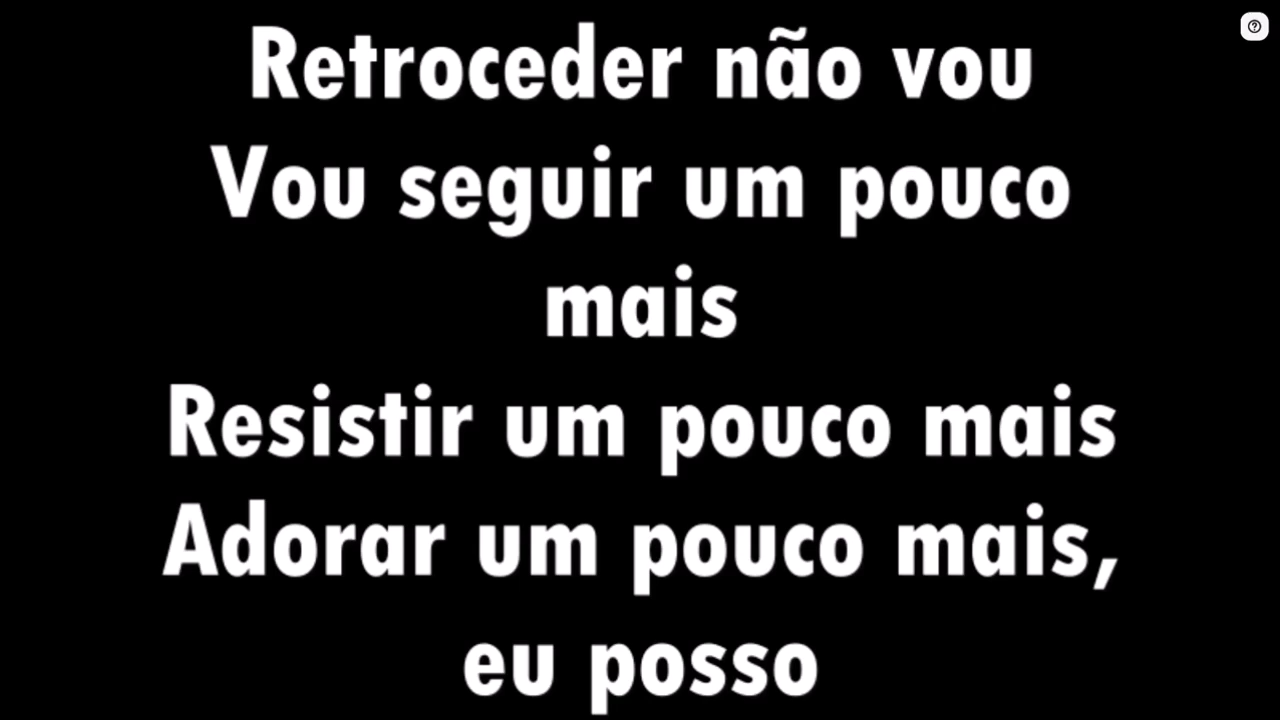 Retroceder não vou
Vou seguir um pouco
mais
Resistir um pouco mais
Adorar um pouco mais,
eu posso